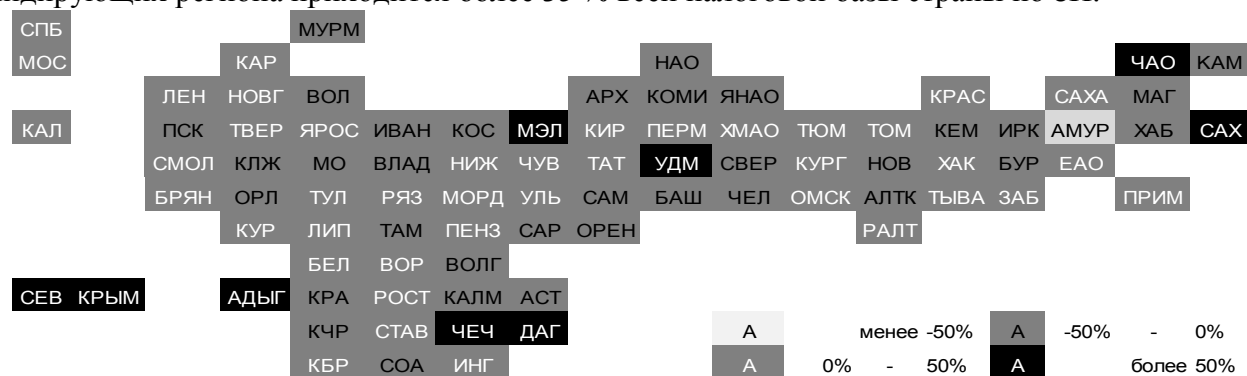 СПБ МУРМ
МОС КАР НАО ЧАО КАМ
ЛЕН НОВГ ВОЛ АРХ КОМИ ЯНАО КРАС САХА МАГ
КАЛ ПСК ТВЕР ЯРОС ИВАН КОС МЭЛ КИР ПЕРМ ХМАО ТЮМ ТОМ КЕМ ИРК АМУР ХАБ САХ
СМОЛ КЛЖ МО ВЛАД НИЖ ЧУВ ТАТ УДМ СВЕР КУРГ НОВ ХАК БУР ЕАО
БРЯН ОРЛ ТУЛ РЯЗ МОРД УЛЬ САМ БАШ ЧЕЛ ОМСК АЛТК ТЫВА ЗАБ ПРИМ
КУР ЛИП ТАМ ПЕНЗ САР ОРЕН РАЛТ
БЕЛ ВОР ВОЛГ
СЕВ КРЫМ АДЫГ КРА РОСТ КАЛМ АСТ
КЧР СТАВ ЧЕЧ ДАГ А менее -50% А -50% - 0%
КБР СОА ИНГ А 0% - 50% А более 50%